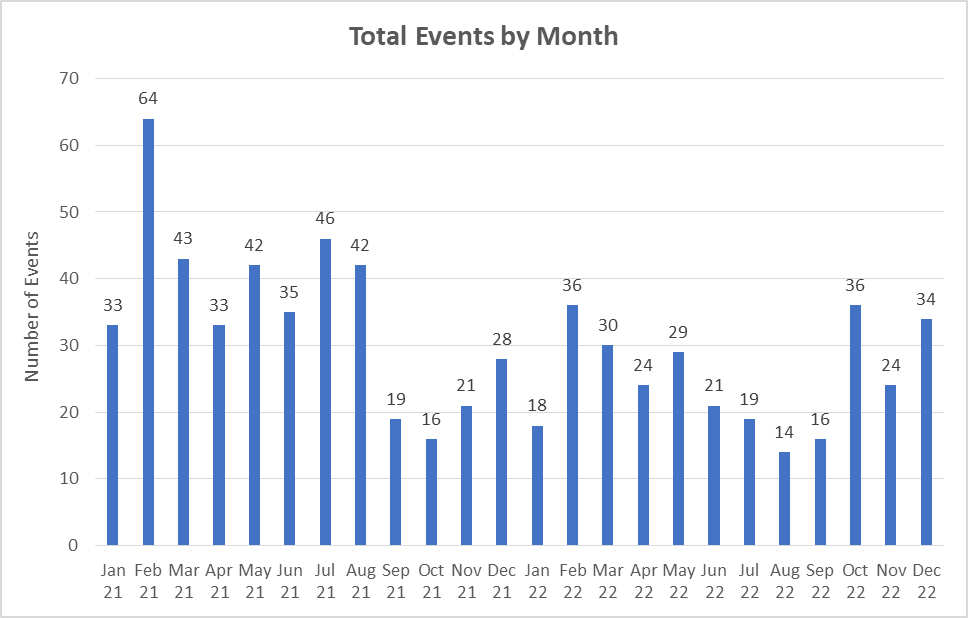 Total Events by Month
Number of Events
70
60
50
40
30
20
10
0
33
64
43
33
42
35
46
42
19
16
21
28
18
36
30
24
29
21
19
14
16
36
24
34
Jan 21
Feb 21
Mar 21
Apr 21
May 21
Jun 21
Jul 21
Aug 21
Sep 21
Oct 21
Nov 21
Dec 21
Jan 22
Feb 22
Mar 22
Apr 22
May 22
Jun 22
Jul 22
Aug 22
Sep 22
Oct 22
Nov 22
Dec 22